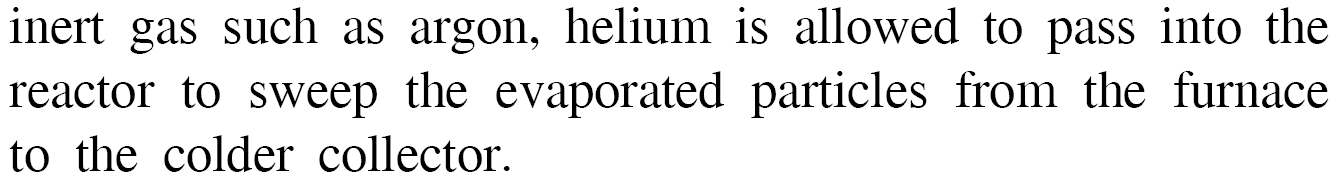 inert gas such as argon, helium is allowed to pass into the
reactor to sweep the evaporated particles from the furnace
to the colder collector.